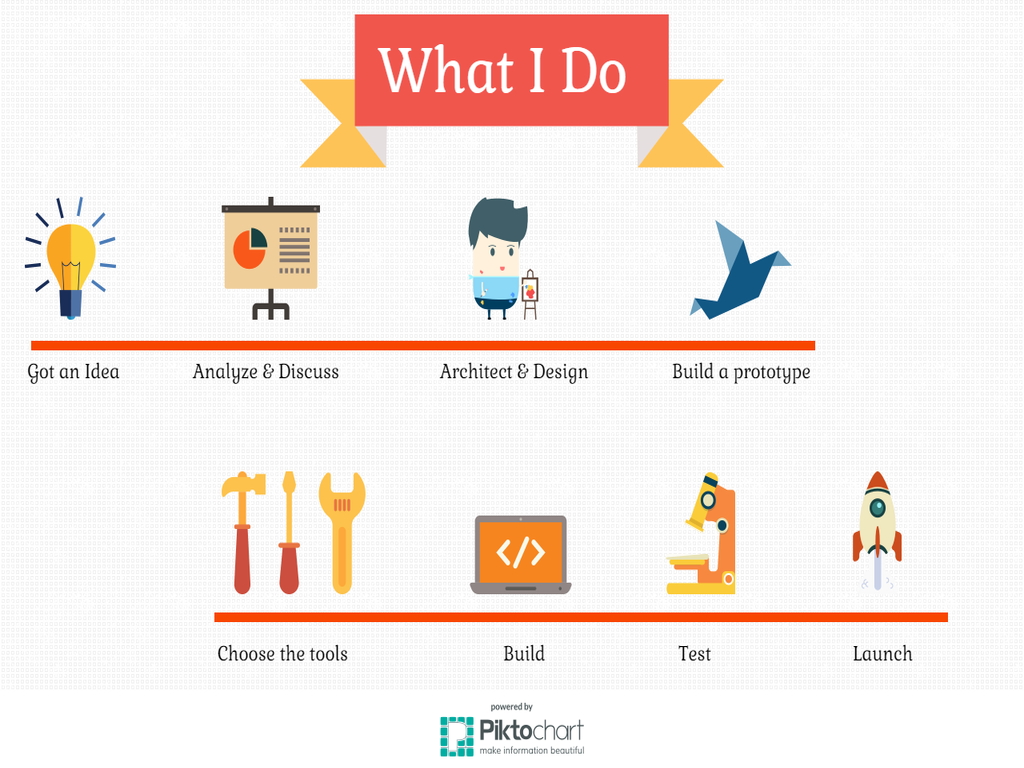 What I Do
Got an Idea
Analyze & Discuss
Architect & Design
Build a prototype
</>
Choose the tools
Build
Test
Launch
powered by
Piktochart
make information beautiful